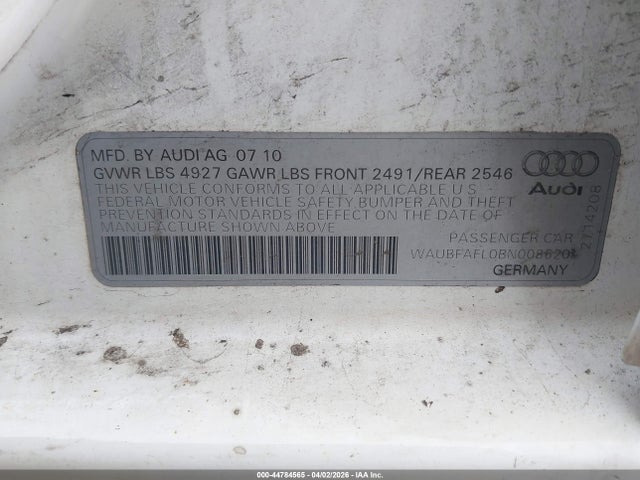 MFD. BY AUDI AG 07 10
GVWR LBS 4927 GAWR LBS FRONT 2491/REAR 2546
THIS VEHICLE CONFORMS TO ALL APPLICABLE U S
FEDERAL MOTOR VEHICLE SAFETY BUMPER AND THEFT
PREVENTION STANDARDS IN EFFECT ON THE DATE OF
MANUFACTURE SHOWN ABOVE
Audi
2714208
PASSENGER CAR
GERMANY
000-44784565 04/02/2026 - IAA Inc.